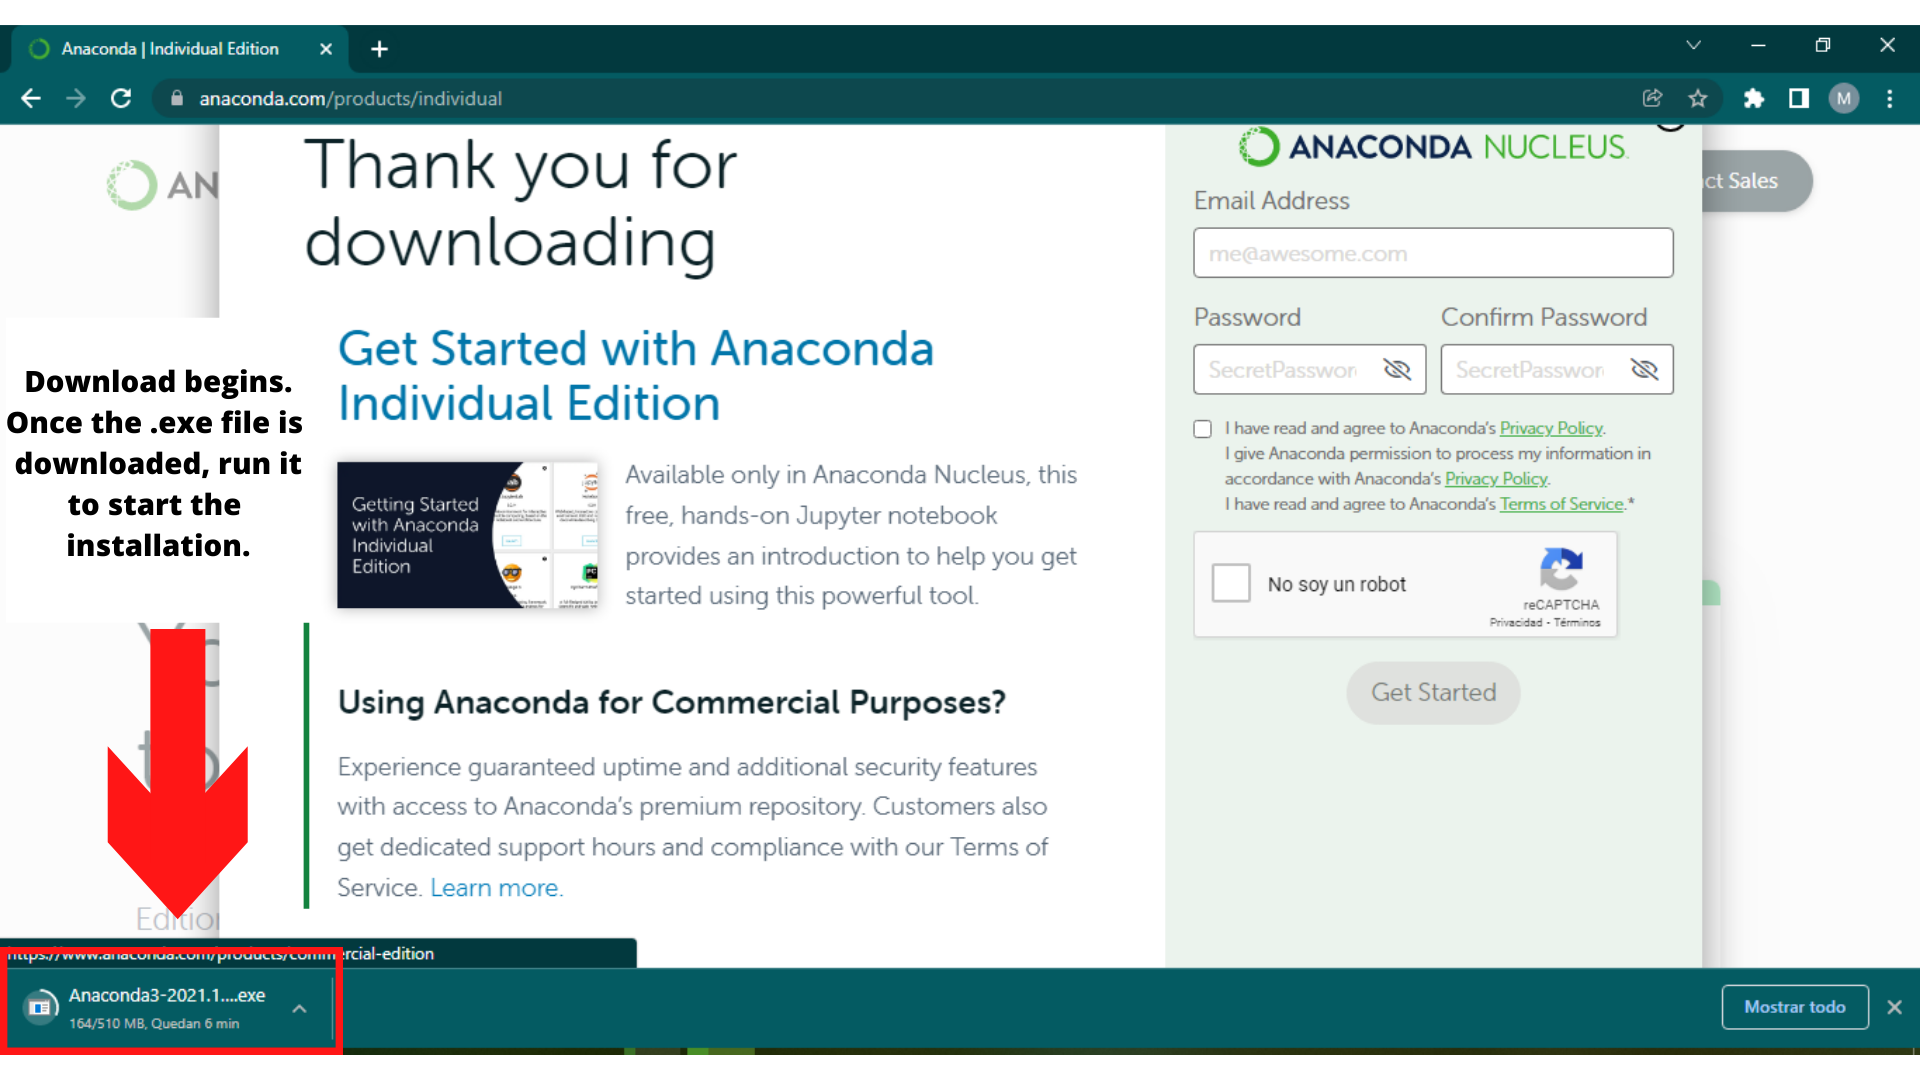 Anaconda | Individual Edition
anaconda.com/products/individual
M
AN
Thank you for
downloading
Get Started with Anaconda
Individual Edition
Getting Started
with Anaconda
Individual
Edition
Available only in Anaconda Nucleus, this
free, hands-on Jupyter notebook
provides an introduction to help you get
started using this powerful tool.
Using Anaconda for Commercial Purposes?
Experience guaranteed uptime and additional security features
with access to Anaconda's premium repository. Customers also
get dedicated support hours and compliance with our Terms of
Service. Learn more.
ANACONDA NUCLEUS
Email Address
me@awesome.com
Password Confirm Password
SecretPasswor SecretPasswor
I have read and agree to Anaconda's Privacy Policy.
I give Anaconda permission to process my information in
accordance with Anaconda's Privacy Policy.
I have read and agree to Anaconda's Terms of Service.*
No soy un robot
reCAPTCHA
Privacidad - Términos
Get Started
ct Sales
Download begins.
Once the .exe file is
downloaded, run it
to start the
installation.
Edition
https://www.anaconda.com/products/commercial-edition
Anaconda3-2021.1....exe
164/510 MB, Quedan 6 min
Mostrar todo